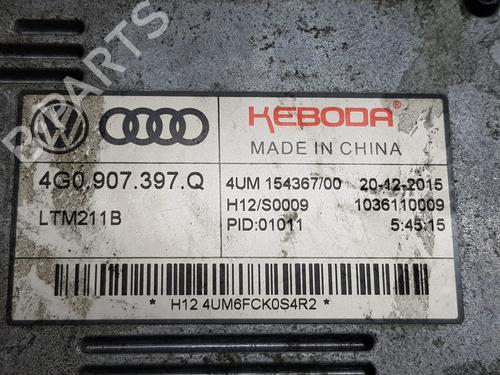 B-PARTS
KEBODA®
MADE IN CHINA
4G0.907.397.Q
4UM 154367/00 20-12-2015
LTM211B
H12/S0009 1036110009
PID:01011 5:45:15
* H12 4UM6FCK0S4R2 *